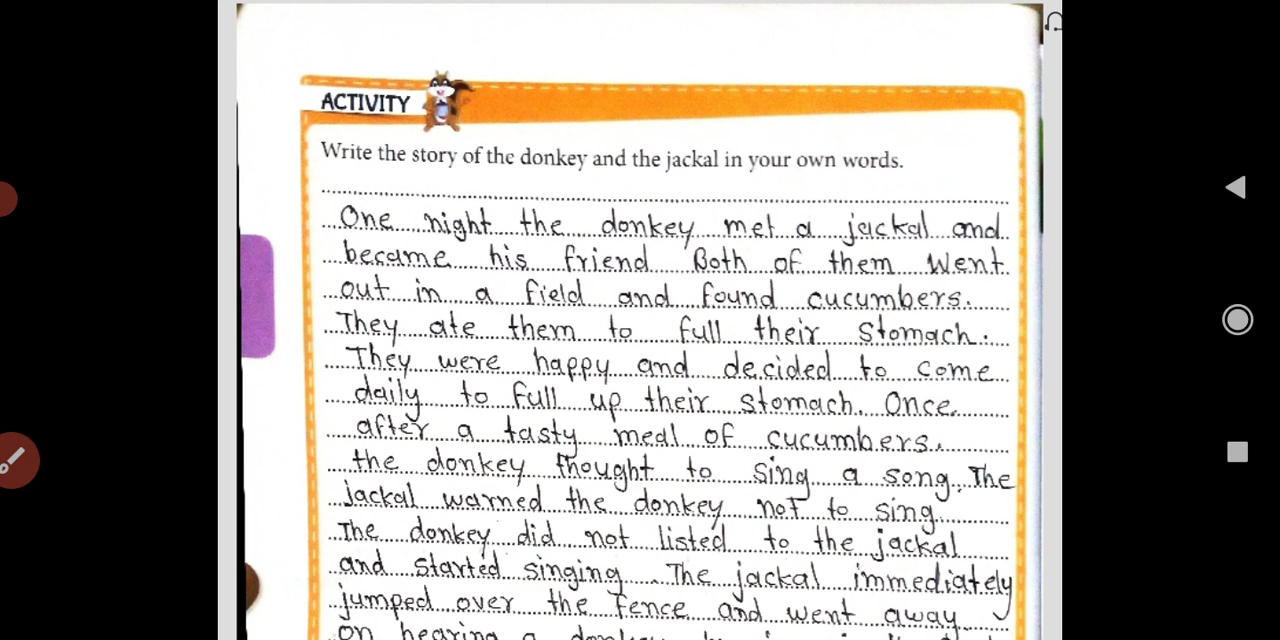 ACTIVITY
Write the story of the donkey and the jackal in your own words.
One night the donkey met a jackal and
became his friend Both of them Went
out in a field and found cucumbers.
They ate them to full their stomach.
They were happy and decided to come
daily to full up their stomach. Once
after a tasty meal of cucumbers.
the donkey thought to sing a song. The
jackal warned the donkey not to sing
The donkey did not listed to the jackal
and started singing. The jackal immediately
jumped over the fence and went away
on hearing a donkey